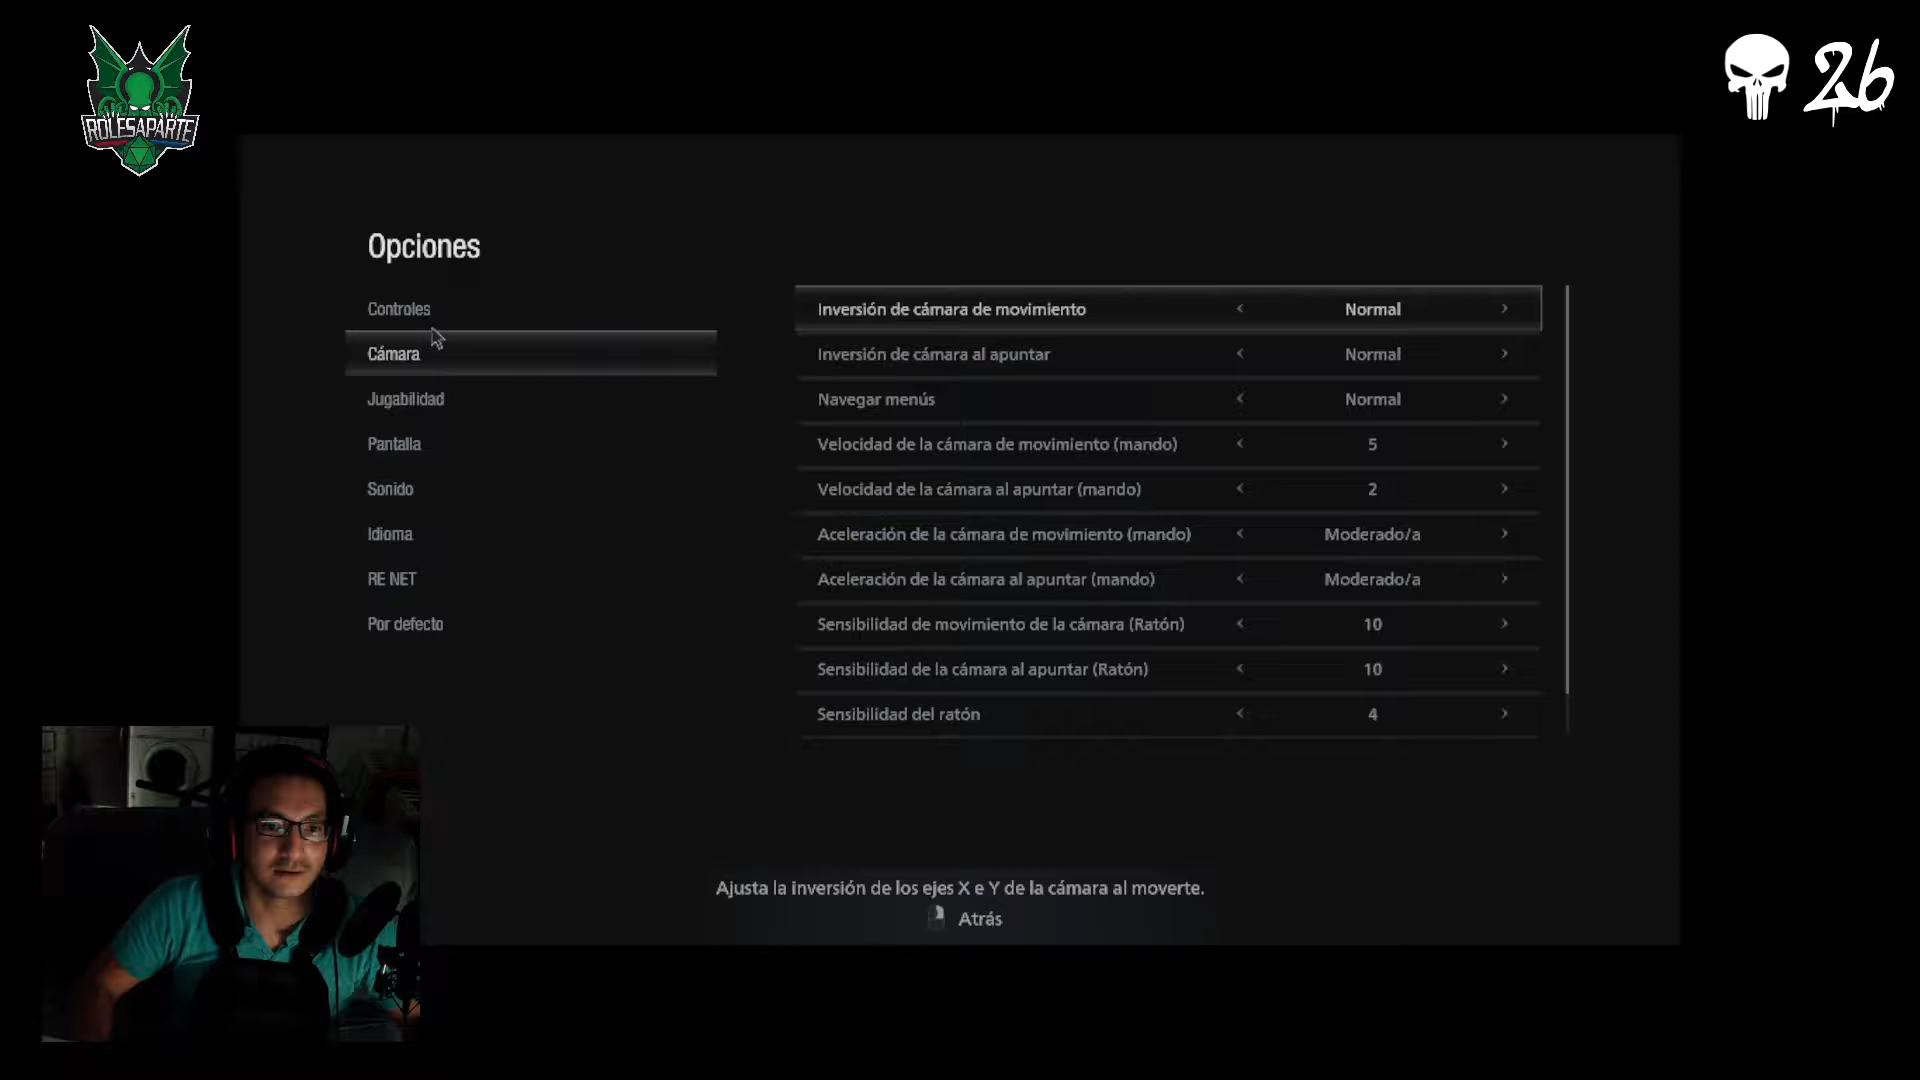 ROLESAPARTE
26
Opciones
Controles
Cámara
Jugabilidad
Pantalla
Sonido
Idioma
RE NET
Por defecto
Inversión de cámara de movimiento < Normal >
Inversión de cámara al apuntar < Normal >
Navegar menús < Normal >
Velocidad de la cámara de movimiento (mando) < 5 >
Velocidad de la cámara al apuntar (mando) < 2 >
Aceleración de la cámara de movimiento (mando) < Moderado/a >
Aceleración de la cámara al apuntar (mando) < Moderado/a >
Sensibilidad de movimiento de la cámara (Ratón) < 10 >
Sensibilidad de la cámara al apuntar (Ratón) < 10 >
Sensibilidad del ratón < 4 >
Ajusta la inversión de los ejes X e Y de la cámara al moverte.
Atrás